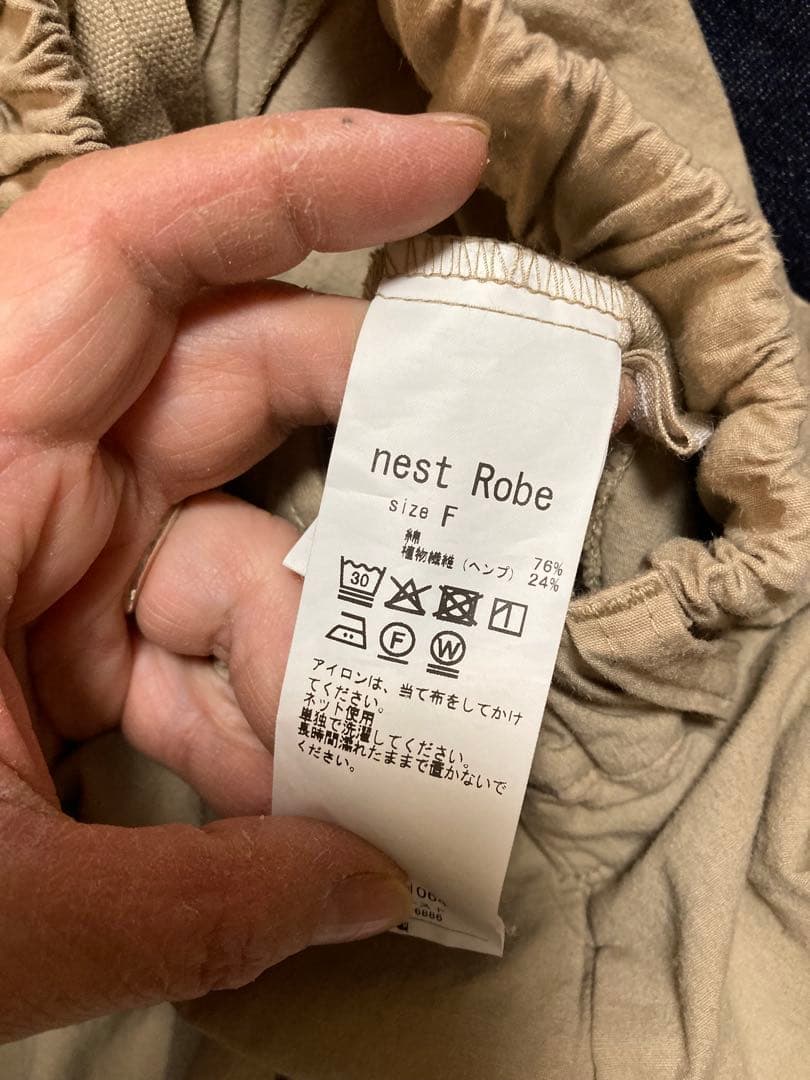 nest Robe
size F
綿 76%
植物繊維（ヘンプ） 24%
30
F W
アイロンは、当て布をしてかけ
てください。
ネット使用
単独で洗濯してください。
長時間濡れたままで置かないで
ください。
6886